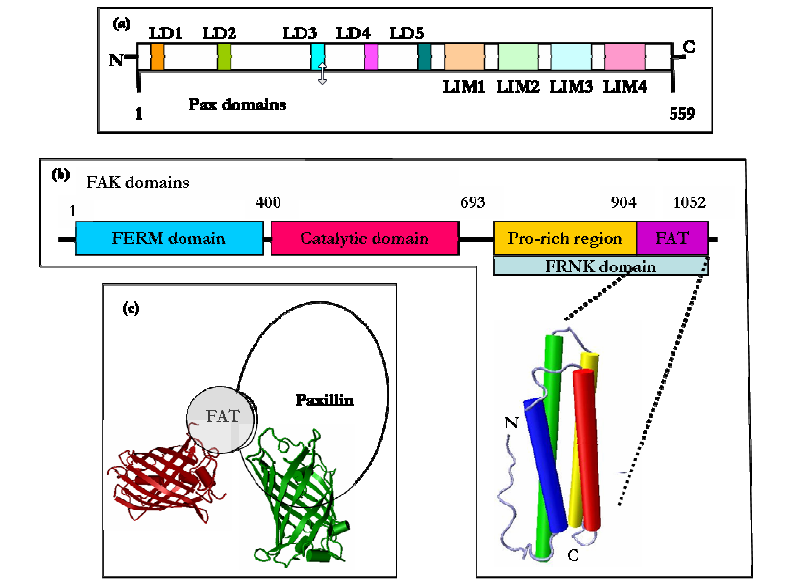 (a)
LD1 LD2 LD3 LD4 LD5
N C
LIM1 LIM2 LIM3 LIM4
Pax domains
1 559
(b)
FAK domains
1 400 693 904 1052
FERM domain Catalytic domain Pro-rich region FAT
FRNK domain
(c)
FAT
Paxillin
N
C